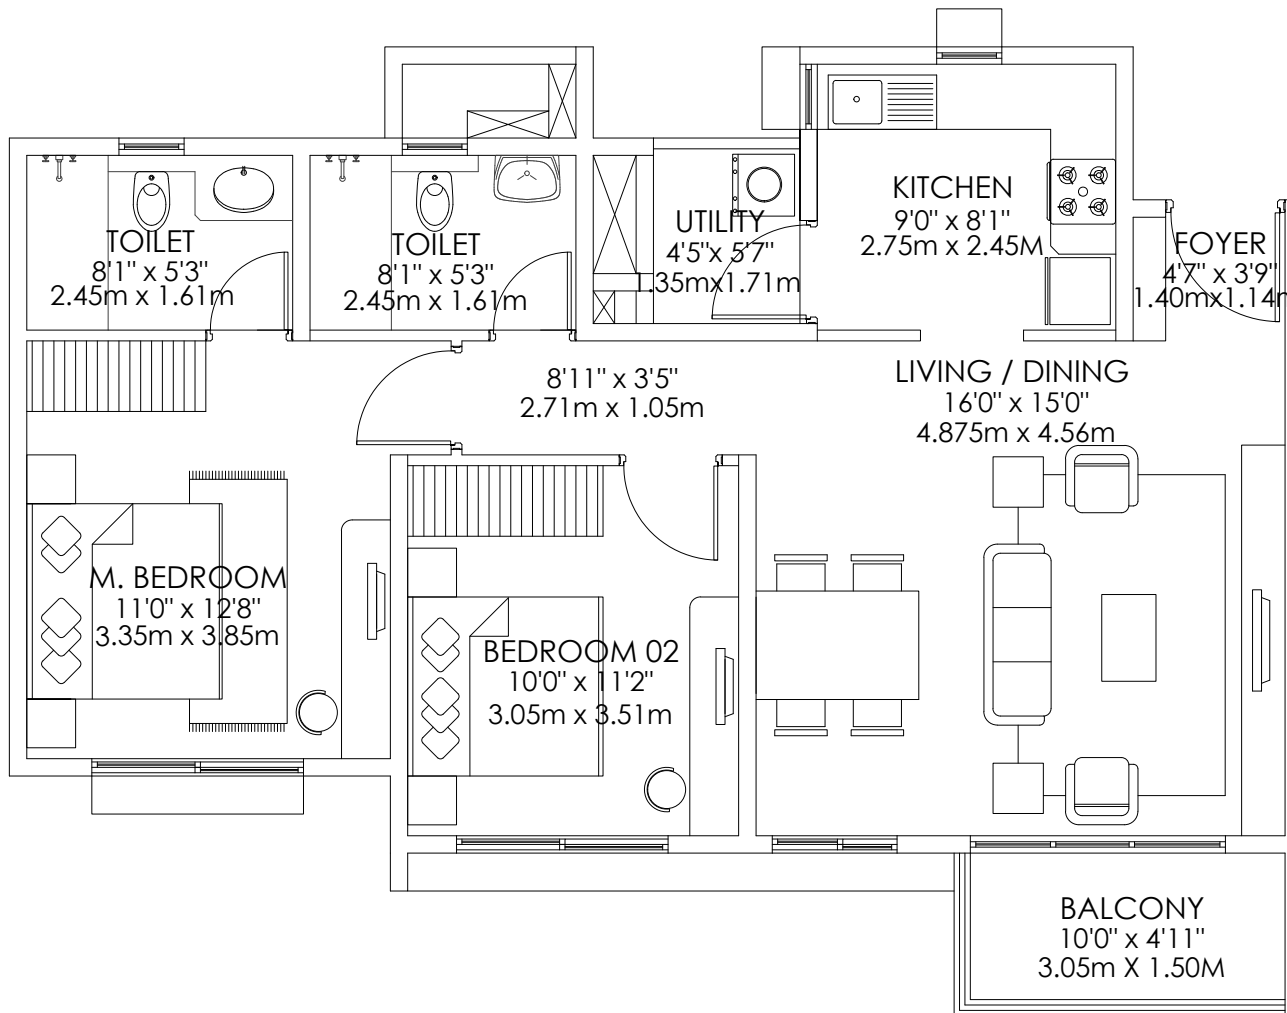 KITCHEN
9'0" x 8'1"
2.75m x 2.45M
UTILITY
4'5"x 5'7"
1.35mx1.71m
TOILET
8'1" x 5'3"
2.45m x 1.61m
TOILET
8'1" x 5'3"
2.45m x 1.61m
FOYER
4'7" x 3'9"
1.40mx1.14m
8'11" x 3'5"
2.71m x 1.05m
LIVING / DINING
16'0" x 15'0"
4.875m x 4.56m
M. BEDROOM
11'0" x 12'8"
3.35m x 3.85m
BEDROOM 02
10'0" x 11'2"
3.05m x 3.51m
BALCONY
10'0" x 4'11"
3.05m X 1.50M